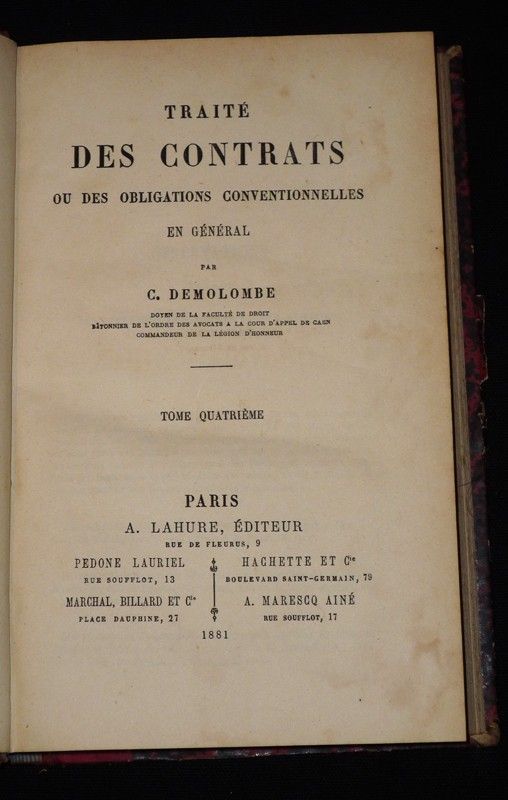 TRAITÉ
DES CONTRATS
OU DES OBLIGATIONS CONVENTIONNELLES
EN GÉNÉRAL
PAR
C. DEMOLOMBE
DOYEN DE LA FACULTÉ DE DROIT
BÂTONNIER DE L'ORDRE DES AVOCATS A LA COUR D'APPEL DE CAEN
COMMANDEUR DE LA LÉGION D'HONNEUR
TOME QUATRIÈME
PARIS
A. LAHURE, ÉDITEUR
RUE DE FLEURUS, 9
PEDONE LAURIEL
RUE SOUFFLOT, 13
MARCHAL, BILLARD ET Cie
PLACE DAUPHINE, 27
HACHETTE ET Cie
BOULEVARD SAINT-GERMAIN, 79
A. MARESCQ AINÉ
RUE SOUFFLOT, 17
1881